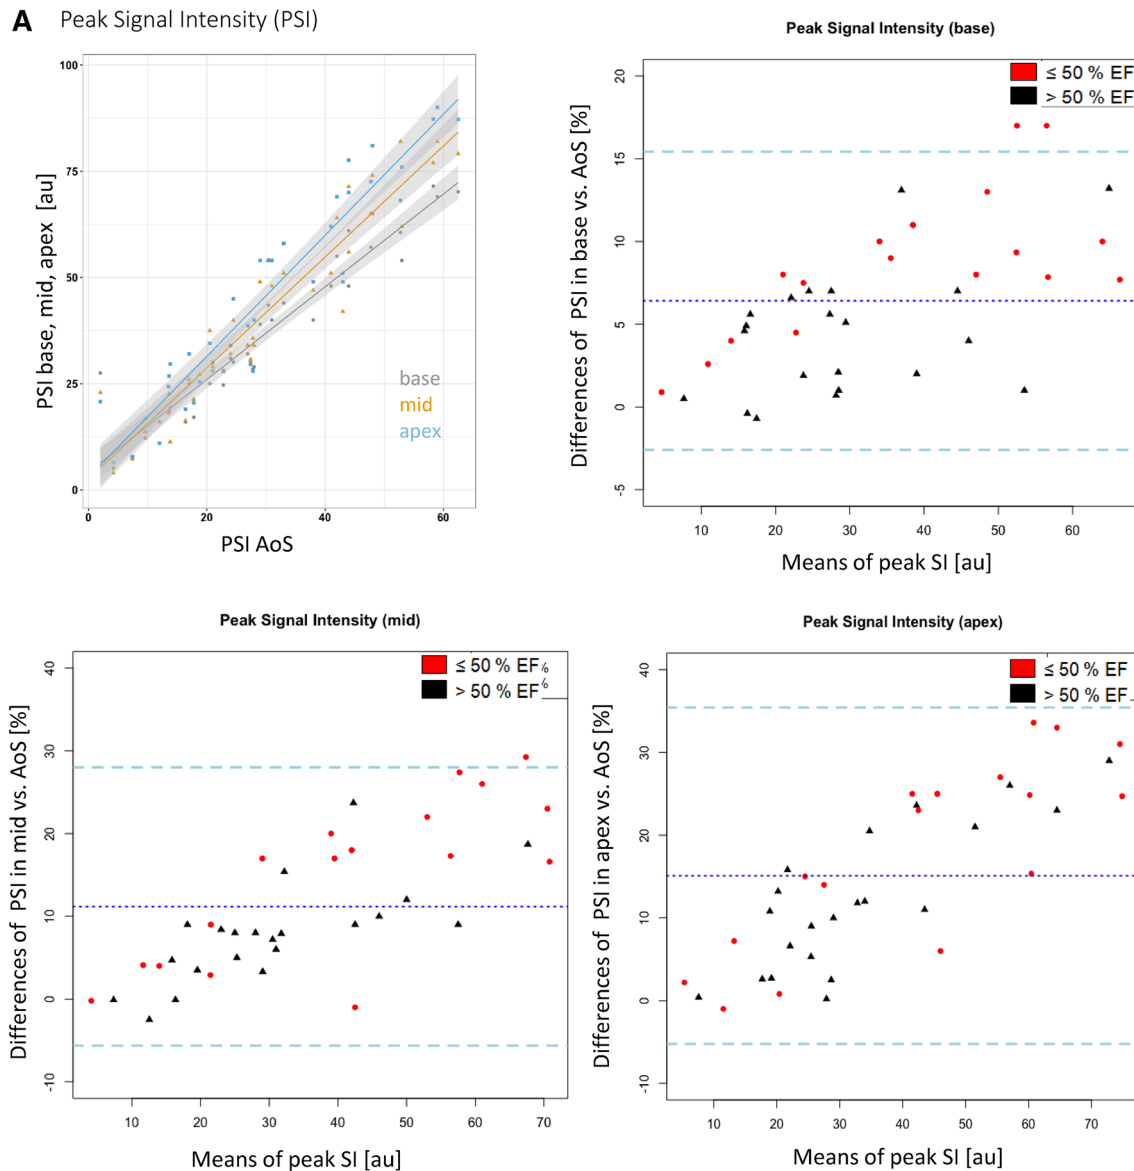 A Peak Signal Intensity (PSI)
100
75
50
25
0
PSI base, mid, apex [au]
base
mid
apex
0 20 40 60
PSI AoS
Peak Signal Intensity (base)
≤ 50 % EF
> 50 % EF
20
15
10
5
0
-5
Differences of PSI in base vs. AoS [%]
10 20 30 40 50 60
Means of peak SI [au]
Peak Signal Intensity (mid)
≤ 50 % EF %
> 50 % EF %
40
30
20
10
0
-10
Differences of PSI in mid vs. AoS [%]
10 20 30 40 50 60 70
Means of peak SI [au]
Peak Signal Intensity (apex)
≤ 50 % EF
> 50 % EF
40
30
20
10
0
-10
Differences of PSI in apex vs. AoS [%]
10 20 30 40 50 60 70
Means of peak SI [au]